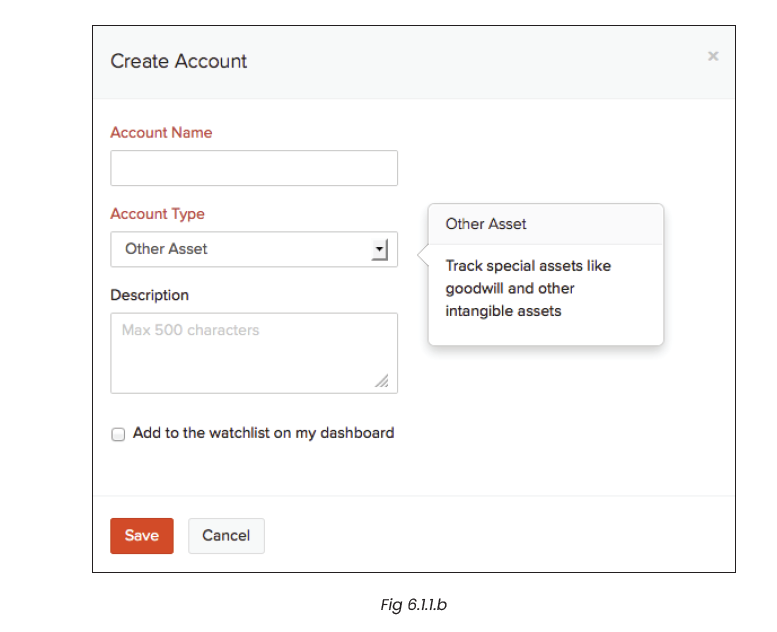 Create Account
×
Account Name
Account Type
Other Asset
Other Asset
Track special assets like
goodwill and other
intangible assets
Description
Max 500 characters
Add to the watchlist on my dashboard
Save
Cancel
Fig 6.1.1.b